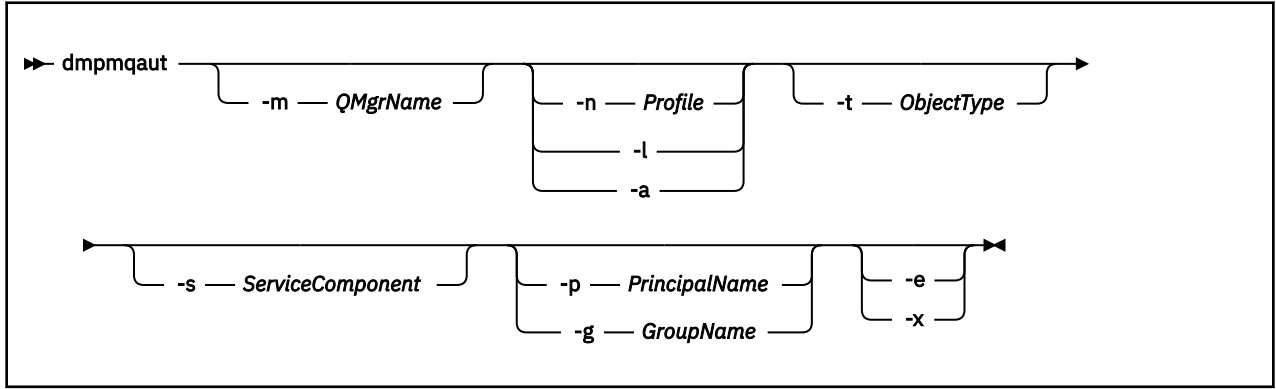 dmpmqaut
-m QMgrName -n Profile -t ObjectType
-l
-a
-s ServiceComponent -p PrincipalName -e
-g GroupName -x